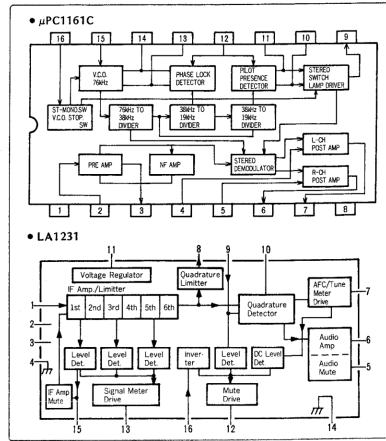 • μPC1161C
16 15 14 13 12 11 10 9
V.C.O. 76kHz
PHASE LOCK DETECTOR
PILOT PRESENCE DETECTOR
STEREO SWITCH LAMP DRIVER
ST-MONO.SW V.C.O. STOP. SW
76kHz TO 38kHz DIVIDER
38kHz TO 19kHz DIVIDER
38kHz TO 19kHz DIVIDER
PRE AMP
NF AMP
STEREO DEMODULATOR
L-CH POST AMP
R-CH POST AMP
1 2 3 4 5 6 7 8
• LA1231
11 8 9 10
Voltage Regulator
Quadrature Limitter
AFC/Tune Meter Drive
7
IF Amp./Limitter
1
1st 2nd 3rd 4th 5th 6th
Quadrature Detector
2
3
4
Level Det.
Level Det.
Level Det.
Inver-ter
Level Det.
DC Level Det
Audio Amp
6
Audio Mute
5
IF Amp Mute
Signal Meter Drive
Mute Drive
15 13 16 12 14